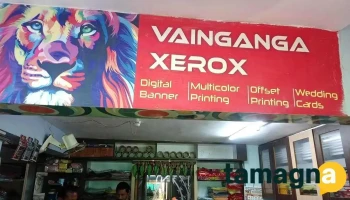 VAINGANGA
XEROX
Digital Banner
Multicolor Printing
Offset Printing
Wedding Cards
tamagna